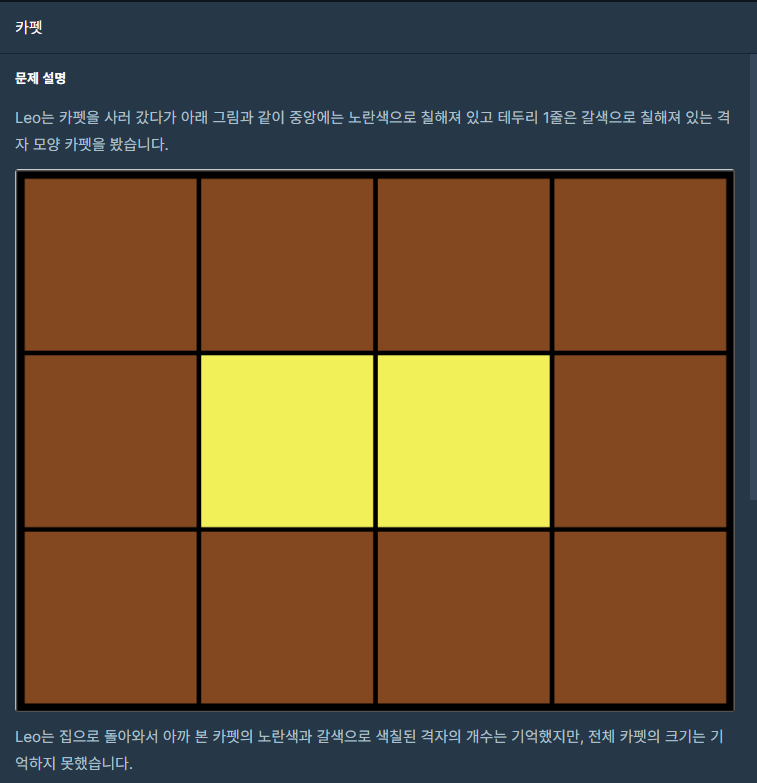 카펫
문제 설명
Leo는 카펫을 사러 갔다가 아래 그림과 같이 중앙에는 노란색으로 칠해져 있고 테두리 1줄은 갈색으로 칠해져 있는 격
자 모양 카펫을 봤습니다.
Leo는 집으로 돌아와서 아까 본 카펫의 노란색과 갈색으로 색칠된 격자의 개수는 기억했지만, 전체 카펫의 크기는 기
억하지 못했습니다.